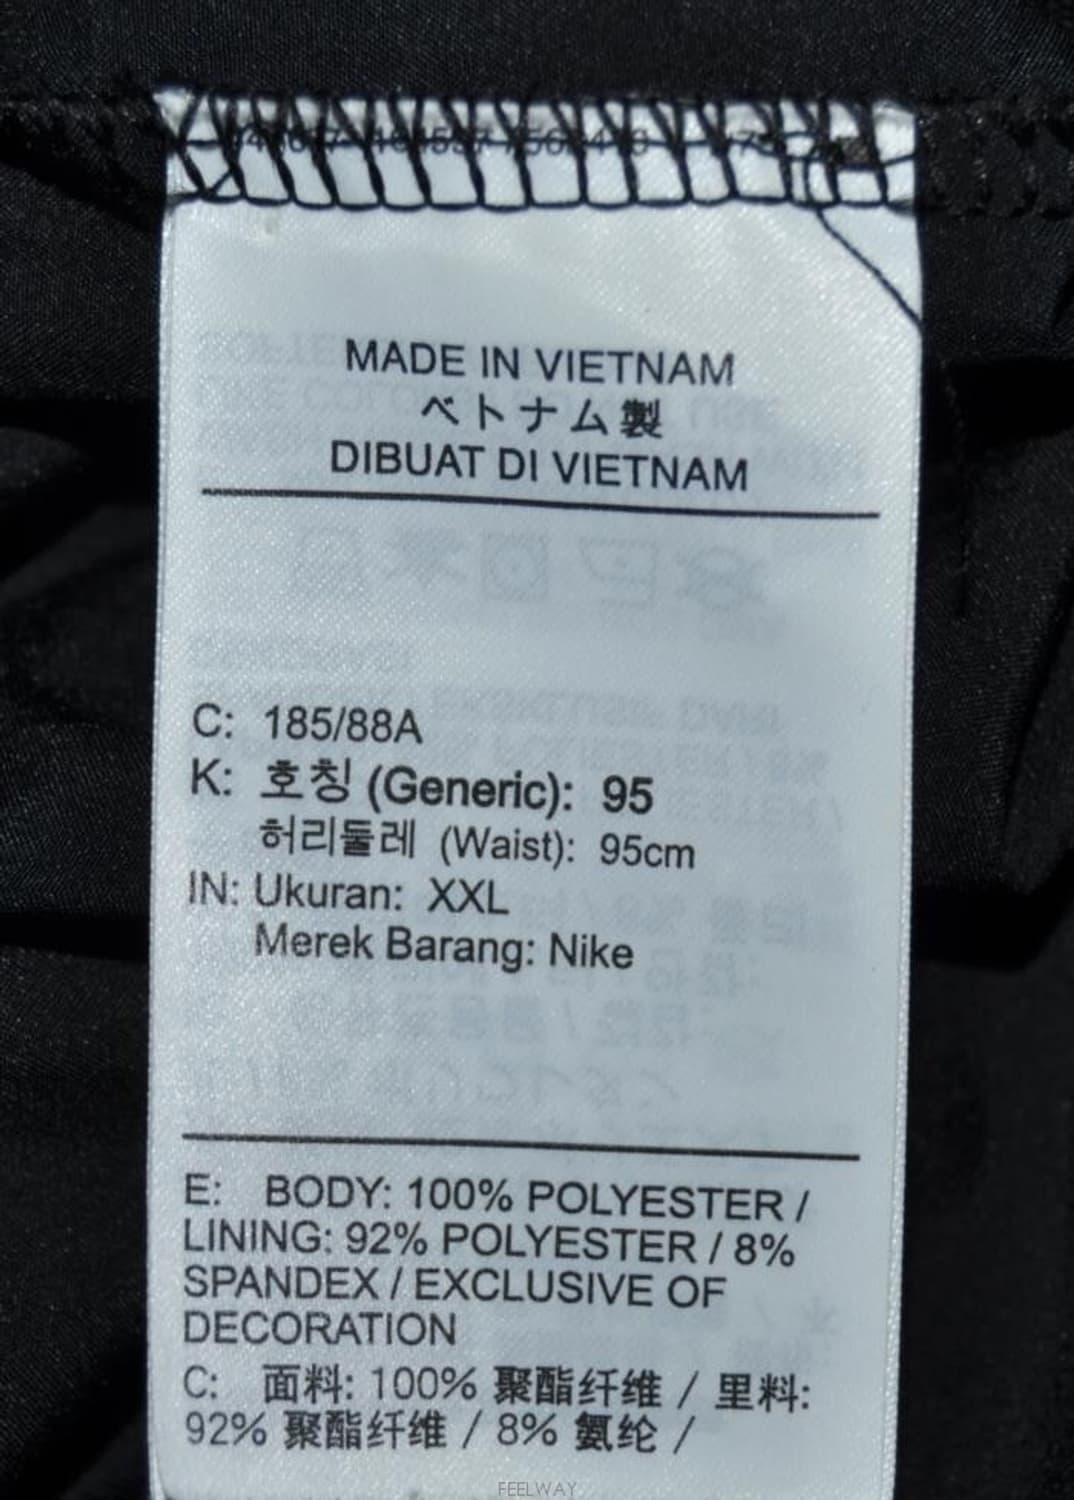 MADE IN VIETNAM
ベトナム製
DIBUAT DI VIETNAM
C: 185/88A
K: 호칭 (Generic): 95
허리둘레 (Waist): 95cm
IN: Ukuran: XXL
Merek Barang: Nike
E: BODY: 100% POLYESTER /
LINING: 92% POLYESTER / 8%
SPANDEX / EXCLUSIVE OF
DECORATION
C: 面料: 100% 聚酯纤维 / 里料:
92% 聚酯纤维 / 8% 氨纶 /
FEELWAY